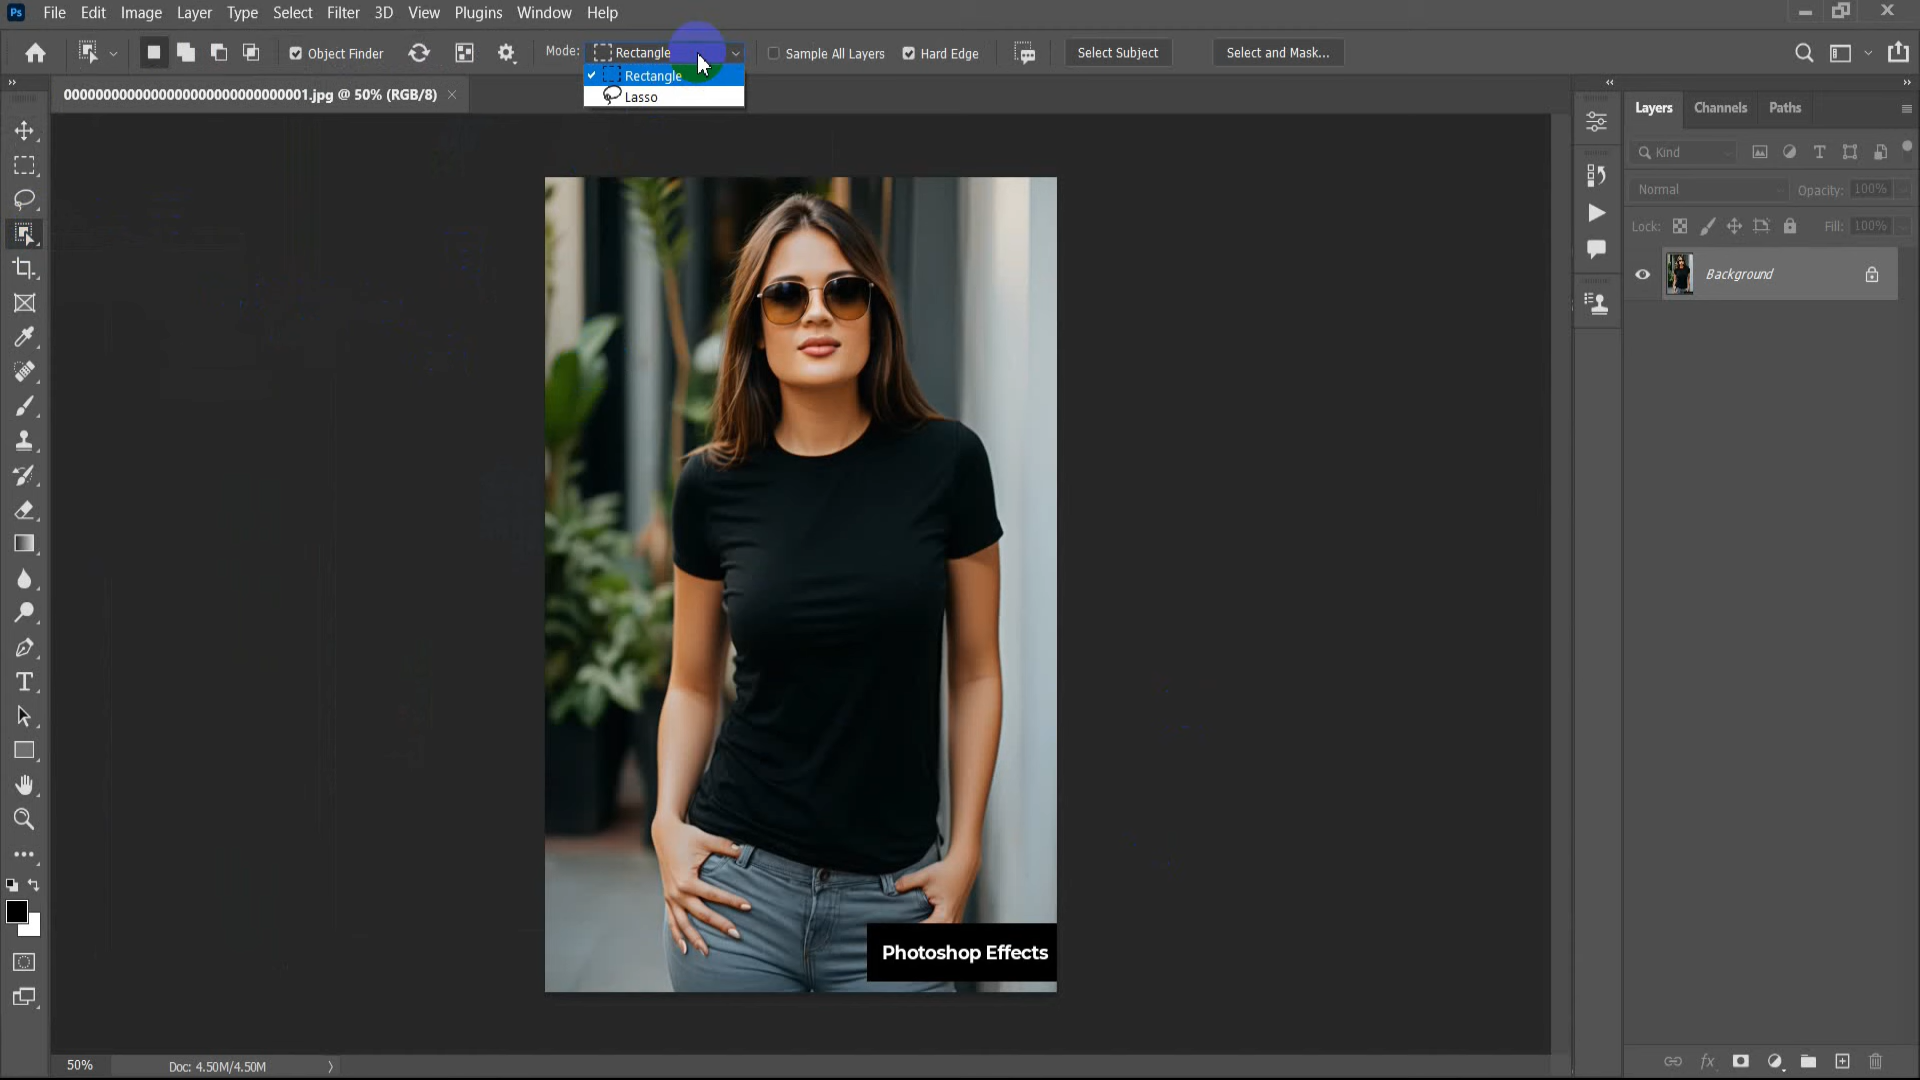 Ps File Edit Image Layer Type Select Filter 3D View Plugins Window Help
Object Finder Mode: Rectangle Sample All Layers Hard Edge Select Subject Select and Mask...
Rectangle
Lasso
0000000000000000000000000000001.jpg @ 50% (RGB/8)
Layers Channels Paths
Kind
Normal Opacity: 100%
Lock: Fill: 100%
Background
Photoshop Effects
50% Doc: 4.50M/4.50M
fx